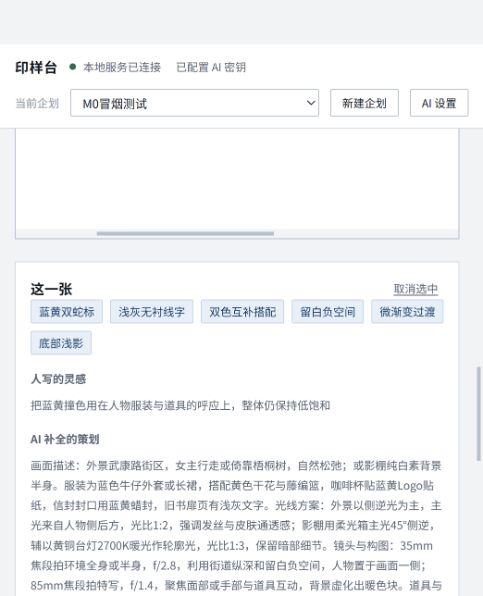 印样台 本地服务已连接 已配置 AI 密钥
当前企划 M0冒烟测试 新建企划 AI 设置
这一张 取消选中
蓝黄双蛇标 浅灰无衬线字 双色互补搭配 留白负空间 微渐变过渡
底部浅影
人写的灵感
把蓝黄撞色用在人物服装与道具的呼应上，整体仍保持低饱和
AI 补全的策划
画面描述：外景武康路街区，女主行走或倚靠梧桐树，自然松弛；或影棚纯白素背景
半身。服装为蓝色牛仔外套或长裙，搭配黄色干花与藤编篮，咖啡杯贴蓝黄Logo贴
纸，信封封口用蓝黄蜡封，旧书扉页有浅灰文字。光线方案：外景以侧逆光为主，主
光来自人物侧后方，光比1:2，强调发丝与皮肤通透感；影棚用柔光箱主光45°侧逆，
辅以黄铜台灯2700K暖光作轮廓光，光比1:3，保留暗部细节。镜头与构图：35mm
焦段拍环境全身或半身，f/2.8，利用街道纵深和留白负空间，人物置于画面一侧；
85mm焦段拍特写，f/1.4，聚焦面部或手部与道具互动，背景虚化出暖色块。道具与